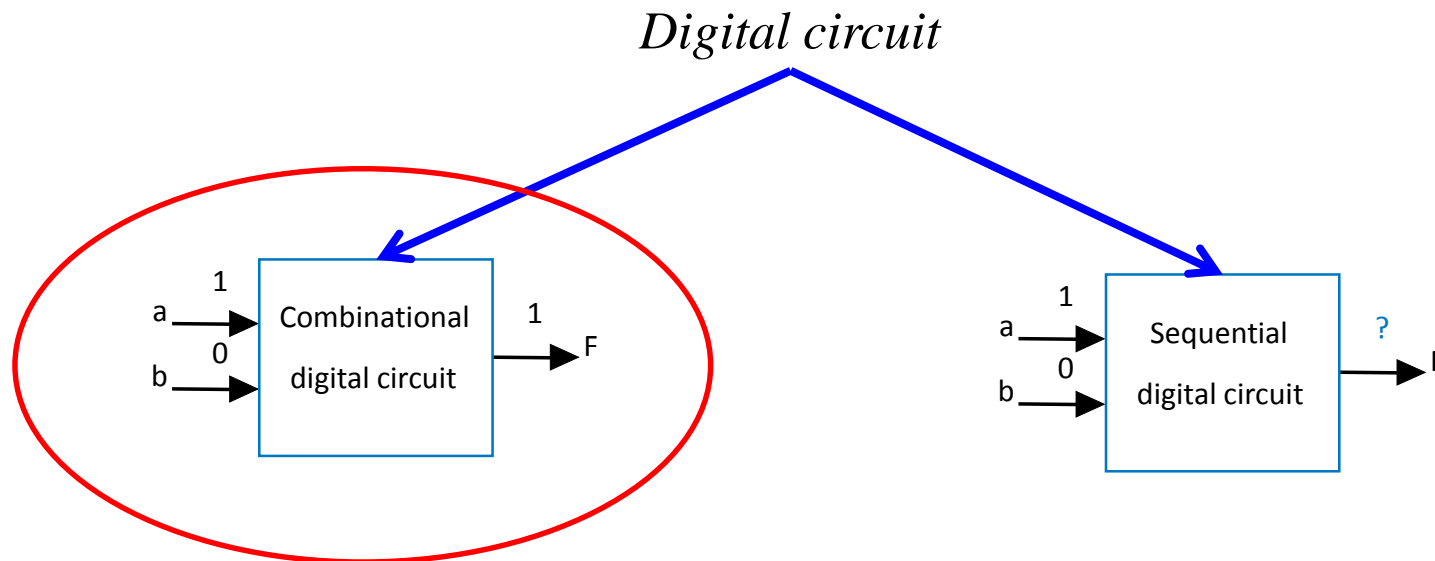 Digital circuit
1
a
0
b
Combinational
digital circuit
1
F
1
a
0
b
Sequential
digital circuit
?